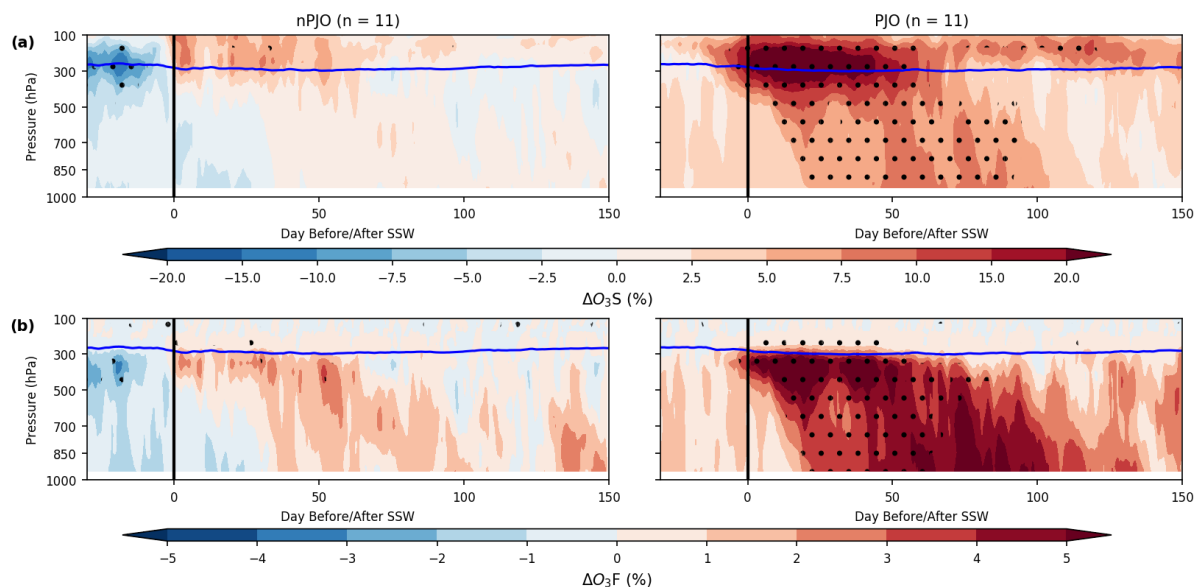 nPJO (n = 11)
PJO (n = 11)
(a)
Pressure (hPa)
100
300
500
700
850
1000
0 50 100 150
0 50 100 150
Day Before/After SSW
Day Before/After SSW
−20.0 −15.0 −10.0 −7.5 −5.0 −2.5 0.0 2.5 5.0 7.5 10.0 15.0 20.0
ΔO₃S (%)
(b)
Pressure (hPa)
100
300
500
700
850
1000
0 50 100 150
0 50 100 150
Day Before/After SSW
Day Before/After SSW
−5 −4 −3 −2 −1 0 1 2 3 4 5
ΔO₃F (%)